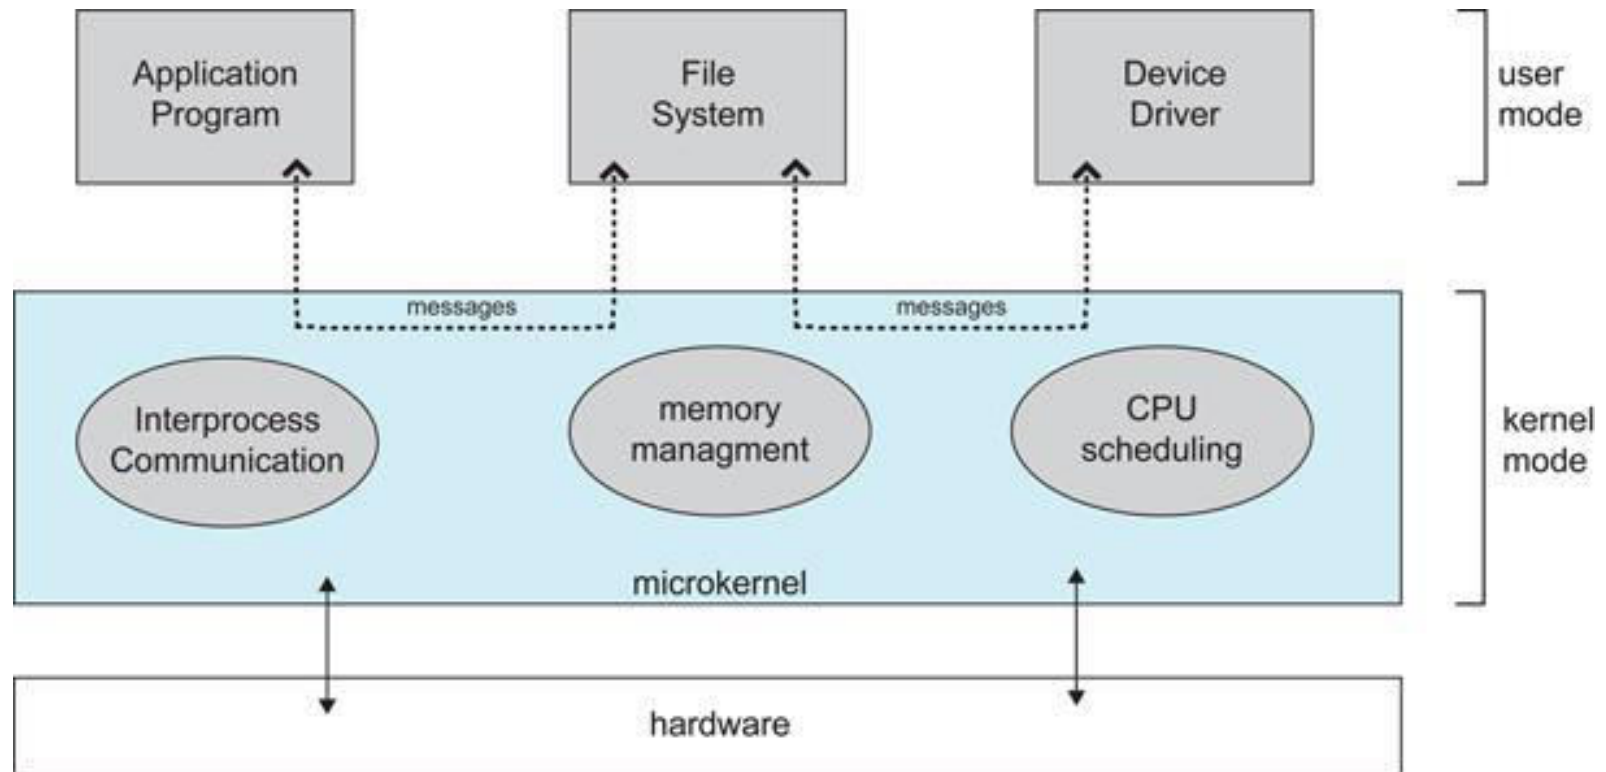 Application
Program
File
System
Device
Driver
user
mode
messages
messages
Interprocess
Communication
memory
managment
CPU
scheduling
kernel
mode
microkernel
hardware